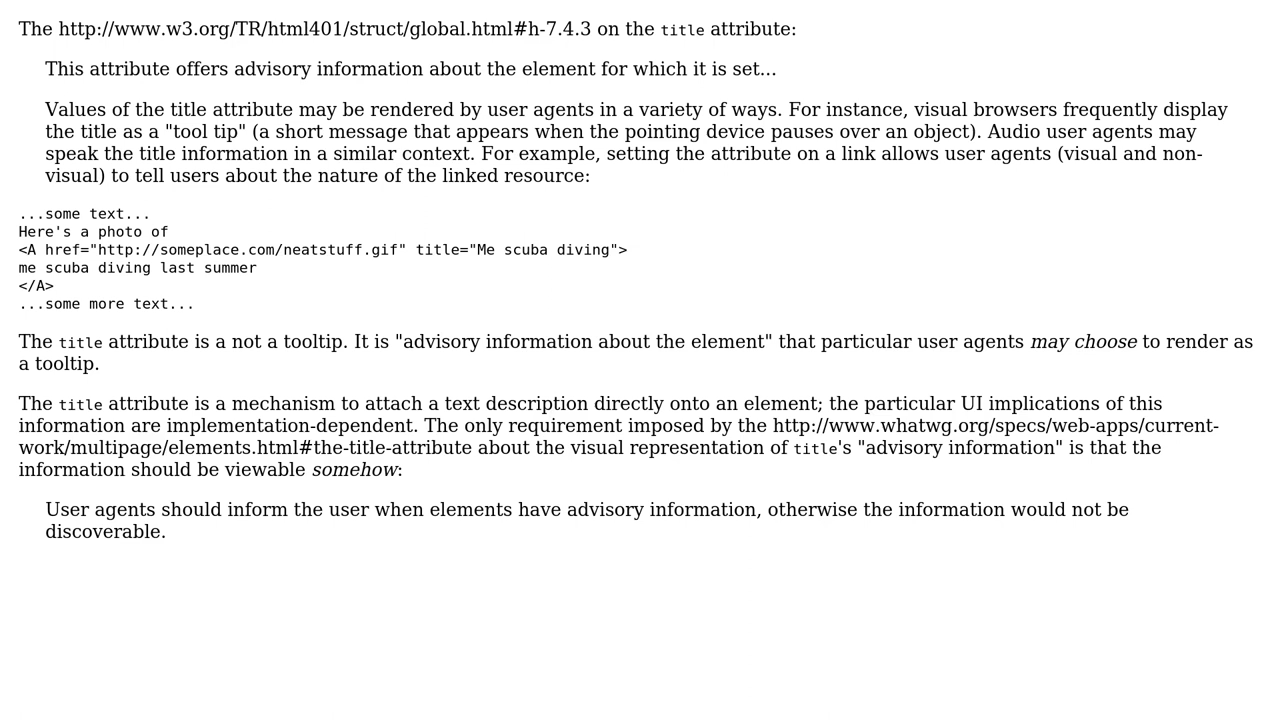 The http://www.w3.org/TR/html401/struct/global.html#h-7.4.3 on the title attribute:
This attribute offers advisory information about the element for which it is set...
Values of the title attribute may be rendered by user agents in a variety of ways. For instance, visual browsers frequently display
the title as a "tool tip" (a short message that appears when the pointing device pauses over an object). Audio user agents may
speak the title information in a similar context. For example, setting the attribute on a link allows user agents (visual and non-
visual) to tell users about the nature of the linked resource:
...some text...
Here's a photo of
<A href="http://someplace.com/neatstuff.gif" title="Me scuba diving">
me scuba diving last summer
</A>
...some more text...
The title attribute is a not a tooltip. It is "advisory information about the element" that particular user agents may choose to render as
a tooltip.
The title attribute is a mechanism to attach a text description directly onto an element; the particular UI implications of this
information are implementation-dependent. The only requirement imposed by the http://www.whatwg.org/specs/web-apps/current-
work/multipage/elements.html#the-title-attribute about the visual representation of title's "advisory information" is that the
information should be viewable somehow:
User agents should inform the user when elements have advisory information, otherwise the information would not be
discoverable.